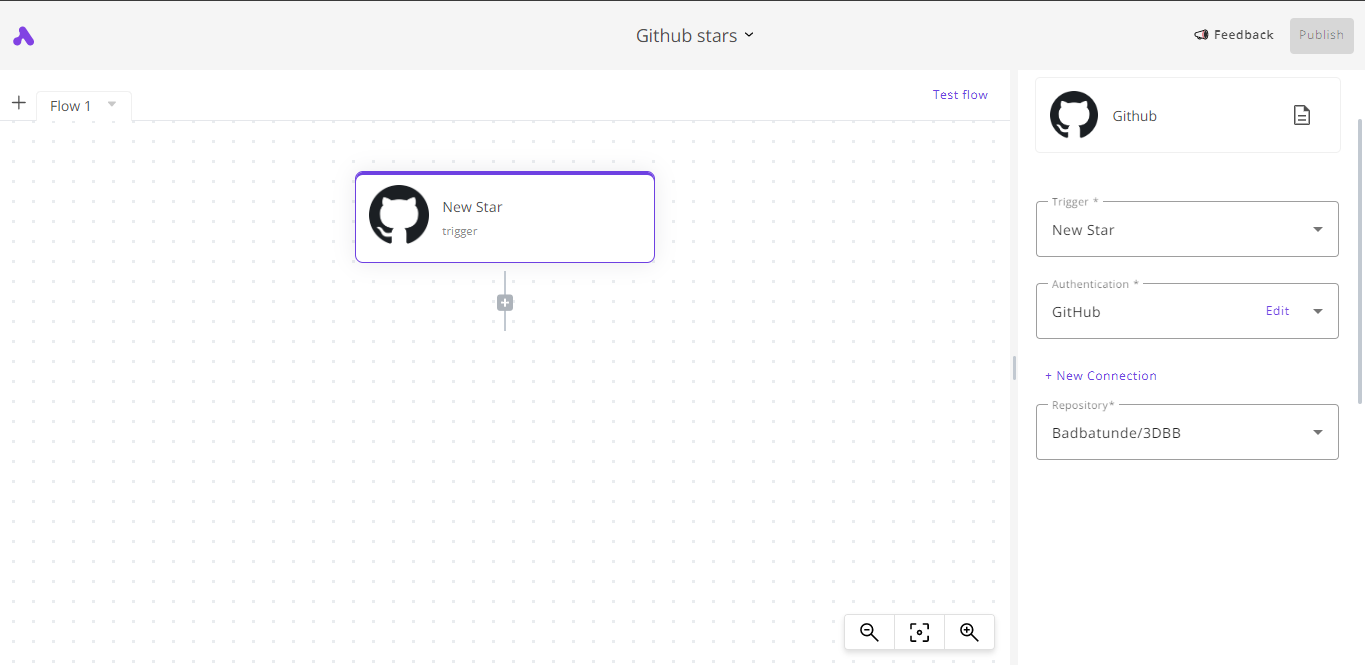 Github stars
Feedback
Publish
Flow 1
Test flow
New Star
trigger
Github
Trigger *
New Star
Authentication *
GitHub
Edit
+ New Connection
Repository*
Badbatunde/3DBB